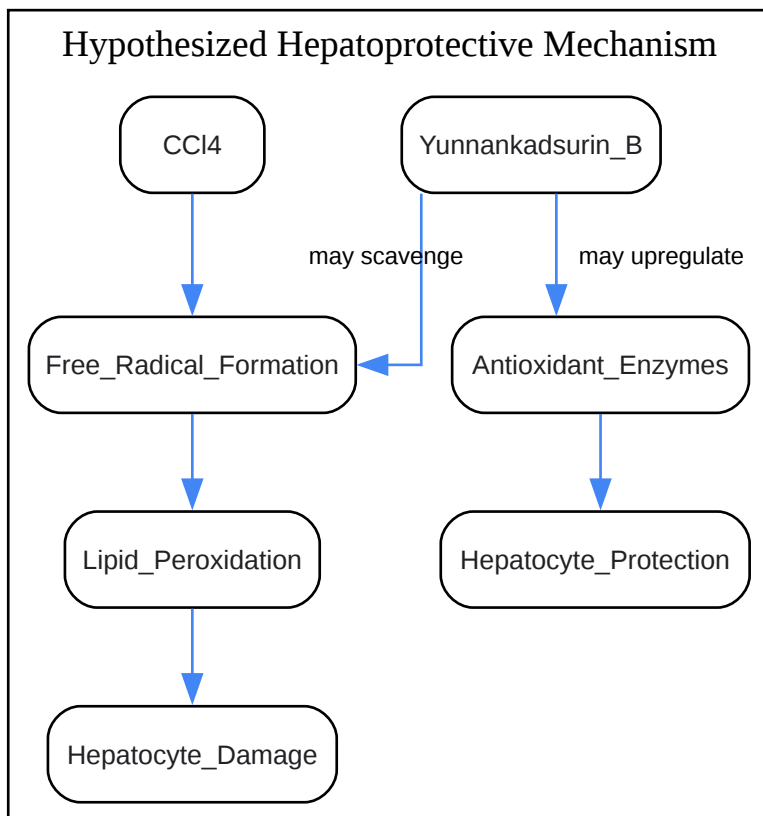 Hypothesized Hepatoprotective Mechanism
CCl4
Yunnankadsurin_B
may scavenge
may upregulate
Free_Radical_Formation
Antioxidant_Enzymes
Lipid_Peroxidation
Hepatocyte_Protection
Hepatocyte_Damage